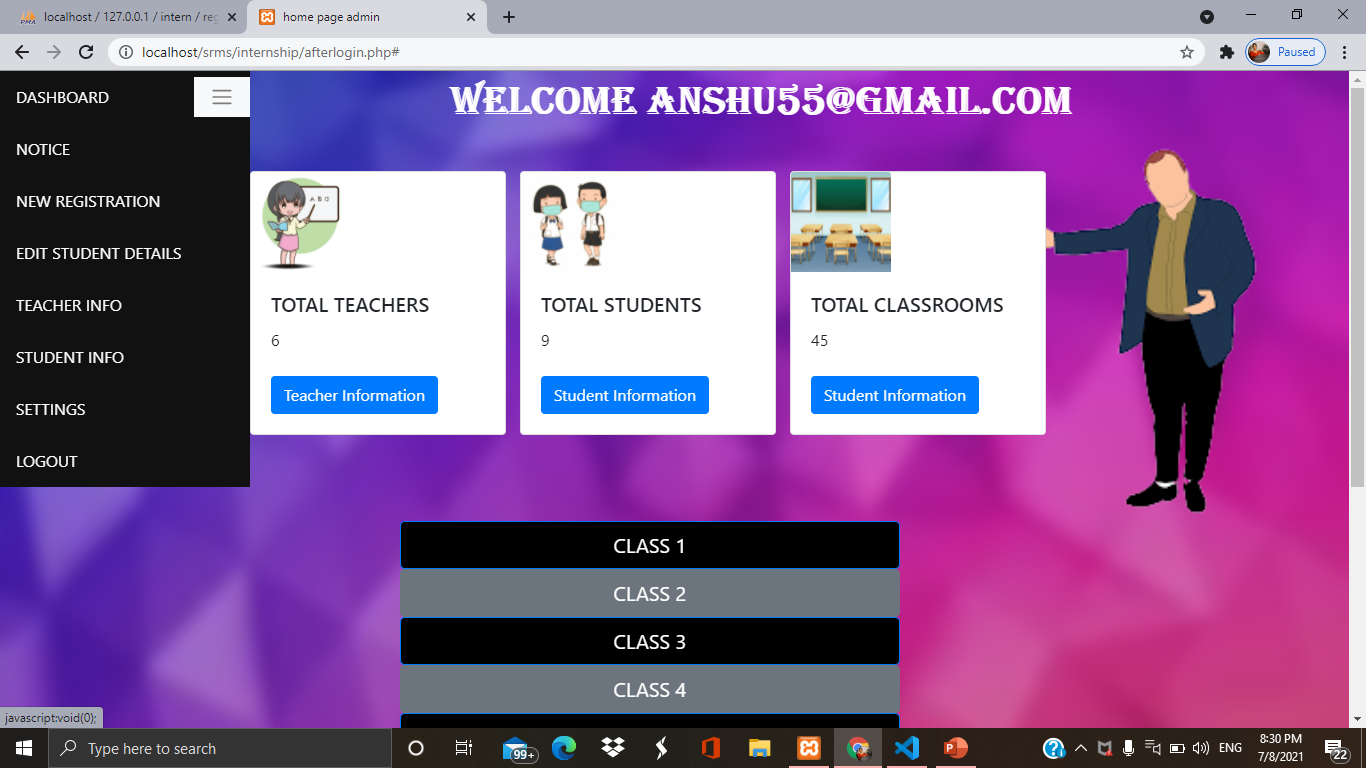 localhost / 127.0.0.1 / intern / reg
home page admin
localhost/srms/internship/afterlogin.php#
Paused
DASHBOARD
NOTICE
NEW REGISTRATION
EDIT STUDENT DETAILS
TEACHER INFO
STUDENT INFO
SETTINGS
LOGOUT
WELCOME ANSHU55@GMAIL.COM
A B C
TOTAL TEACHERS
6
Teacher Information
TOTAL STUDENTS
9
Student Information
TOTAL CLASSROOMS
45
Student Information
CLASS 1
CLASS 2
CLASS 3
CLASS 4
javascript:void(0);
Type here to search
99+
ENG
8:30 PM
7/8/2021
22